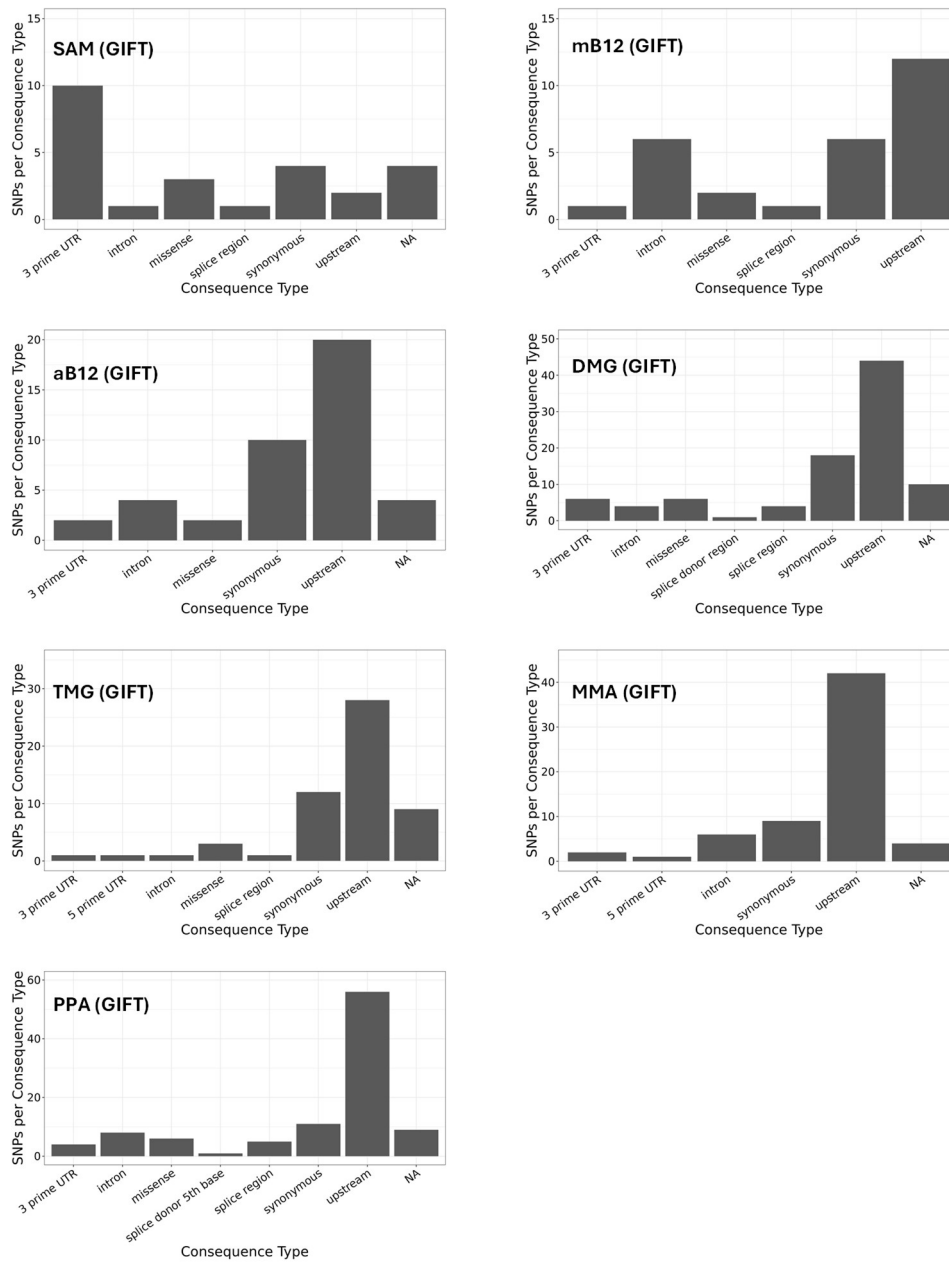 SAM (GIFT)
SNPs per Consequence Type
15
10
5
0
3 prime UTR
intron
missense
splice region
synonymous
upstream
NA
Consequence Type
mB12 (GIFT)
SNPs per Consequence Type
15
10
5
0
3 prime UTR
intron
missense
splice region
synonymous
upstream
Consequence Type
aB12 (GIFT)
SNPs per Consequence Type
20
15
10
5
0
3 prime UTR
intron
missense
synonymous
upstream
NA
Consequence Type
DMG (GIFT)
SNPs per Consequence Type
50
40
30
20
10
0
3 prime UTR
intron
missense
splice donor region
splice region
synonymous
upstream
NA
Consequence Type
TMG (GIFT)
SNPs per Consequence Type
30
20
10
0
3 prime UTR
5 prime UTR
intron
missense
splice region
synonymous
upstream
NA
Consequence Type
MMA (GIFT)
SNPs per Consequence Type
40
30
20
10
0
3 prime UTR
5 prime UTR
intron
synonymous
upstream
NA
Consequence Type
PPA (GIFT)
SNPs per Consequence Type
60
40
20
0
3 prime UTR
intron
missense
splice donor 5th base
splice region
synonymous
upstream
NA
Consequence Type